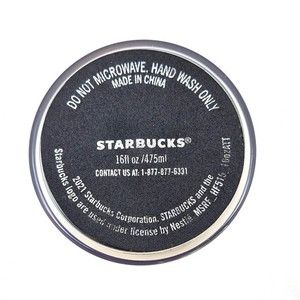 DO NOT MICROWAVE. HAND WASH ONLY
MADE IN CHINA
STARBUCKS®
16fl oz/475ml
CONTACT US AT: 1-877-877-6331
2021 Starbucks Corporation. STARBUCKS and the
Starbucks logo are used under license by Nestlé. MSRF_HF515_